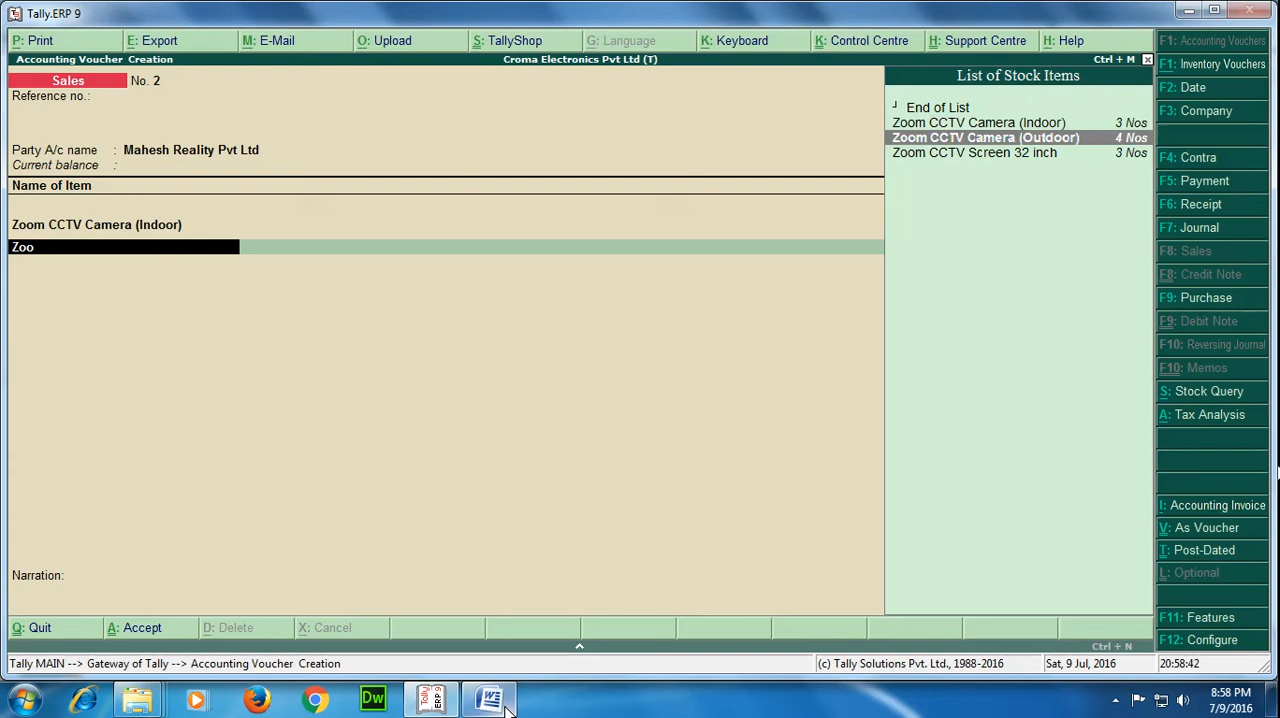 Tally.ERP 9
P: Print E: Export M: E-Mail O: Upload S: TallyShop G: Language K: Keyboard K: Control Centre H: Support Centre H: Help
Accounting Voucher Creation Croma Electronics Pvt Ltd (T) Ctrl + M
Sales No. 2
Reference no.:
Party A/c name : Mahesh Reality Pvt Ltd
Current balance :
Name of Item
Zoom CCTV Camera (Indoor)
Zoo
Narration:
List of Stock Items
End of List
Zoom CCTV Camera (Indoor) 3 Nos
Zoom CCTV Camera (Outdoor) 4 Nos
Zoom CCTV Screen 32 inch 3 Nos
F1: Accounting Vouchers
F1: Inventory Vouchers
F2: Date
F3: Company
F4: Contra
F5: Payment
F6: Receipt
F7: Journal
F8: Sales
F8: Credit Note
F9: Purchase
F9: Debit Note
F10: Reversing Journal
F10: Memos
S: Stock Query
A: Tax Analysis
I: Accounting Invoice
V: As Voucher
T: Post-Dated
L: Optional
F11: Features
F12: Configure
Q: Quit A: Accept D: Delete X: Cancel
Ctrl + N
Tally MAIN --> Gateway of Tally --> Accounting Voucher Creation (c) Tally Solutions Pvt. Ltd., 1988-2016 Sat, 9 Jul, 2016 20:58:42
Dw Tally ERP 9 W
8:58 PM
7/9/2016